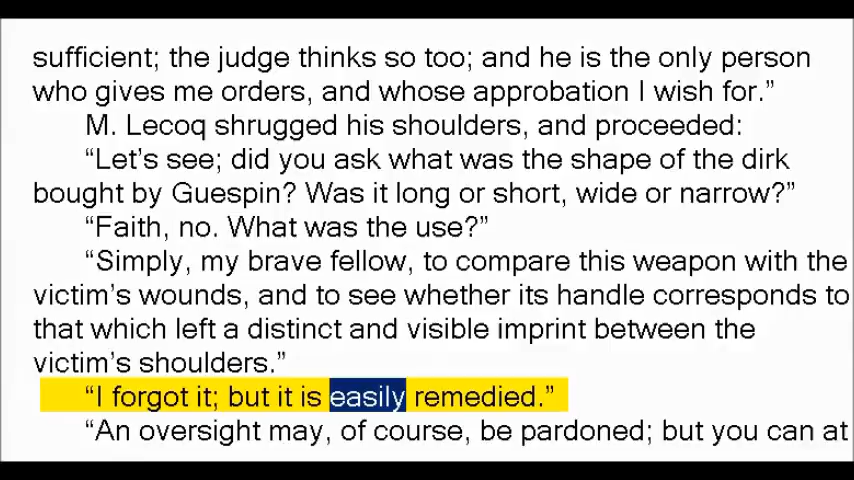 sufficient; the judge thinks so too; and he is the only person
who gives me orders, and whose approbation I wish for.”
M. Lecoq shrugged his shoulders, and proceeded:
“Let’s see; did you ask what was the shape of the dirk
bought by Guespin? Was it long or short, wide or narrow?”
“Faith, no. What was the use?”
“Simply, my brave fellow, to compare this weapon with the
victim’s wounds, and to see whether its handle corresponds to
that which left a distinct and visible imprint between the
victim’s shoulders.”
“I forgot it; but it is easily remedied.”
“An oversight may, of course, be pardoned; but you can at